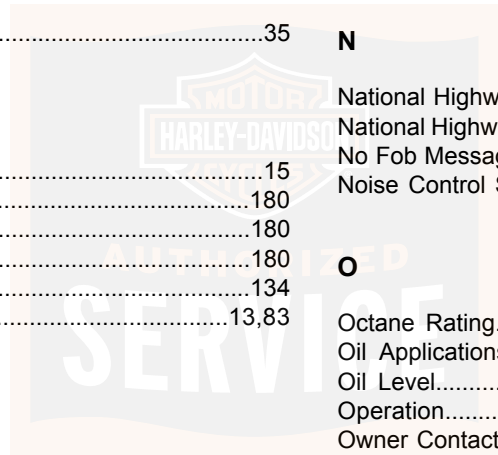 ..........................................35
..........................................15
..........................................180
..........................................180
..........................................180
..........................................134
.....................................13,83
N
National Highw
National Highw
No Fob Messag
Noise Control S
O
Octane Rating.
Oil Applications
Oil Level..........
Operation........
Owner Contact
MOTOR
HARLEY-DAVIDSON
CYCLES
AUTHORIZED
SERVICE